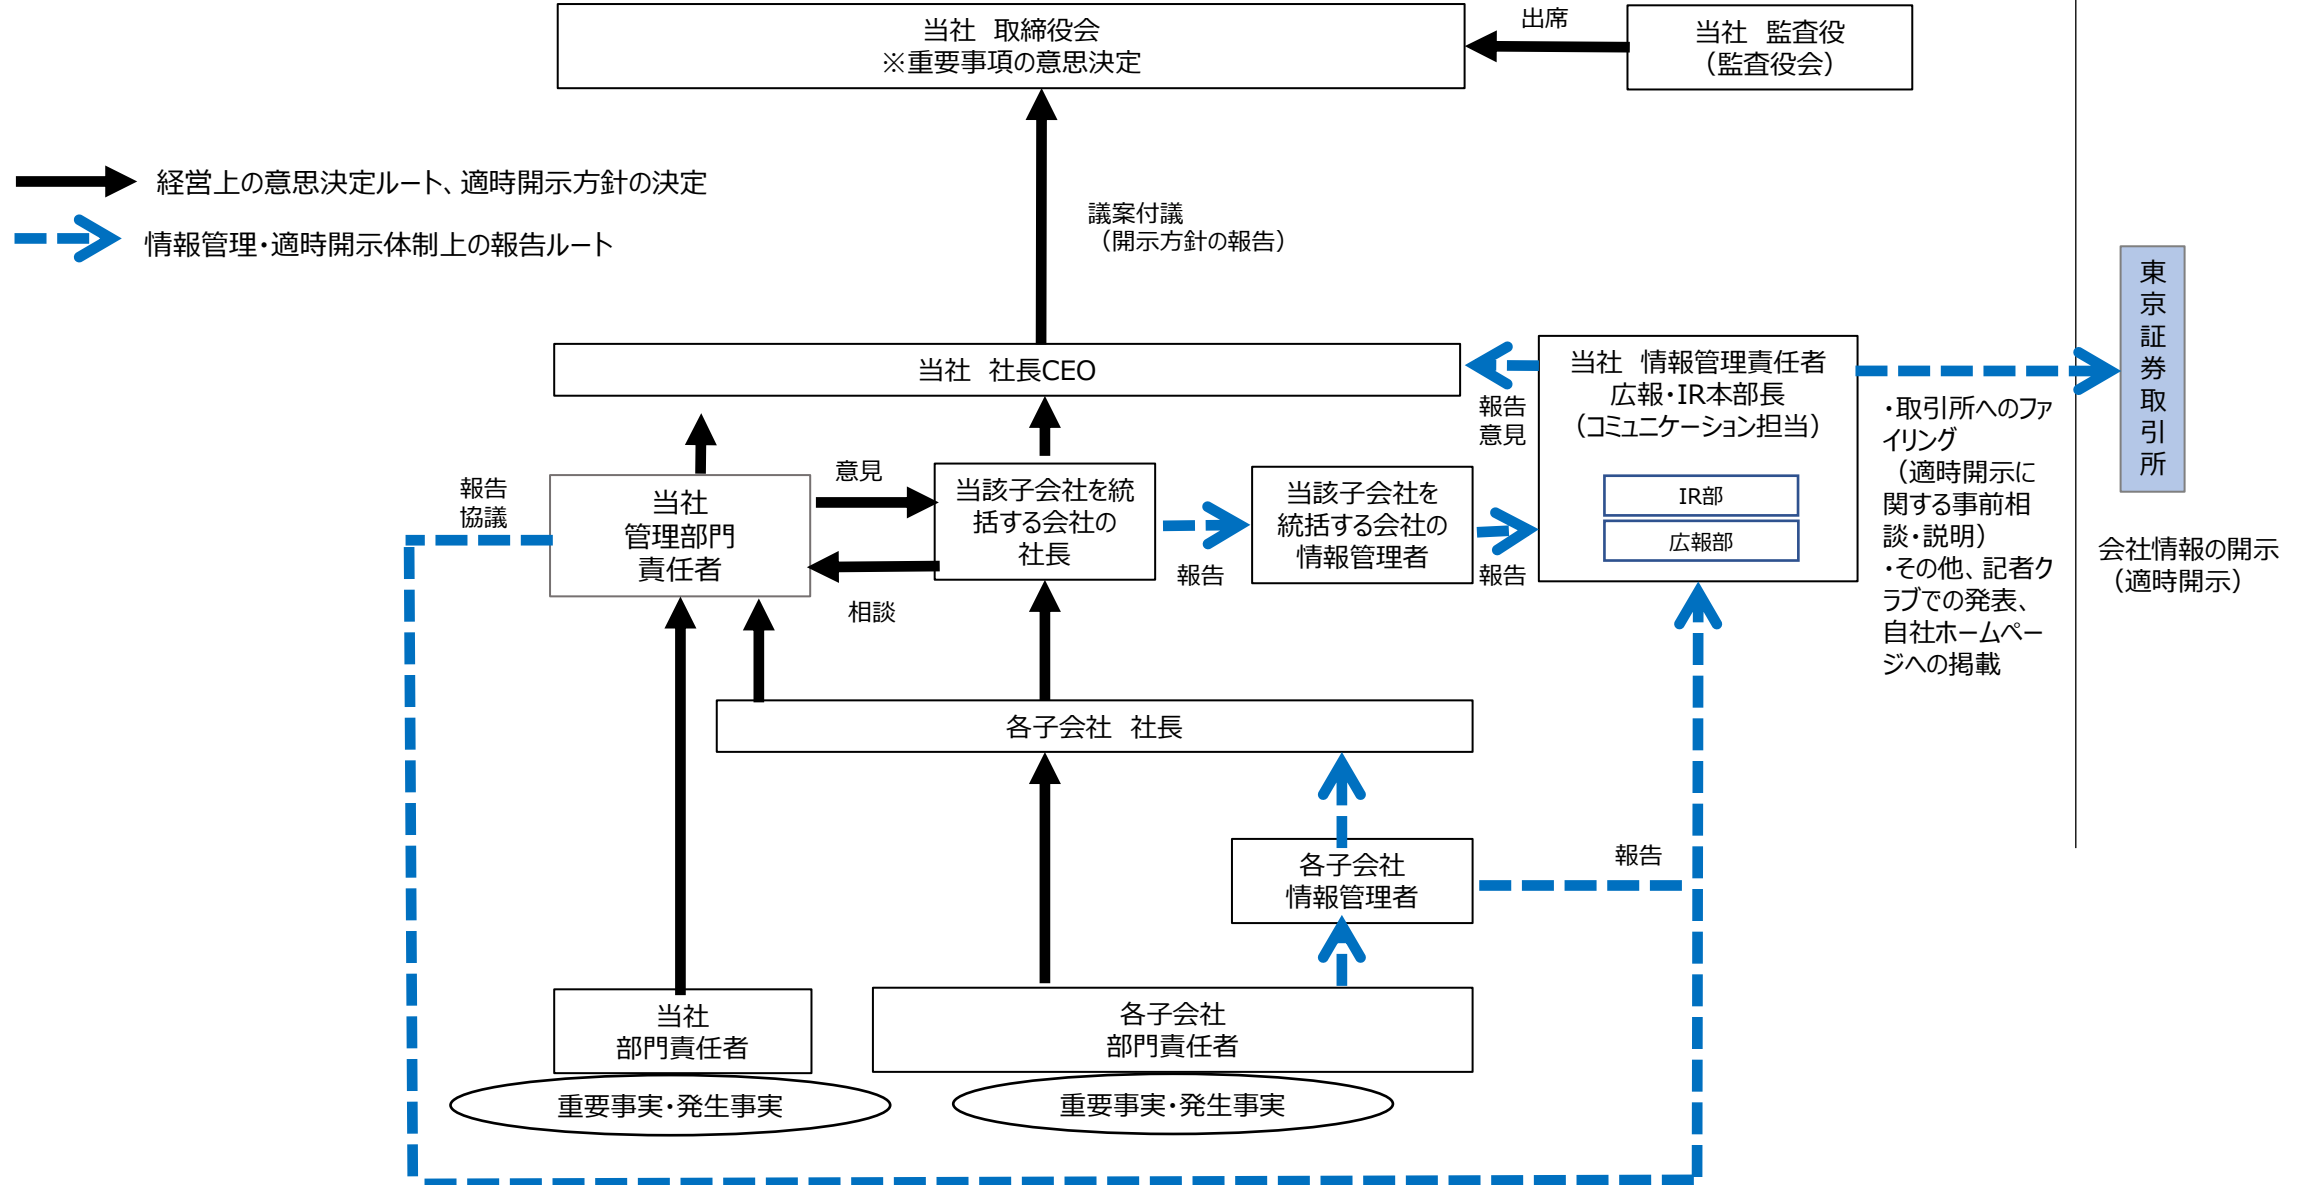 当社　取締役会
※重要事項の意思決定
出席
当社　監査役
（監査役会）
経営上の意思決定ルート、適時開示方針の決定
情報管理・適時開示体制上の報告ルート
議案付議
（開示方針の報告）
当社　社長CEO
報告
意見
当社　情報管理責任者
広報・IR本部長
（コミュニケーション担当）
IR部
広報部
・取引所へのファ
イリング
（適時開示に
関する事前相
談・説明）
・その他、記者ク
ラブでの発表、
自社ホームペー
ジへの掲載
東京証券取引所
会社情報の開示
（適時開示）
報告
協議
当社
管理部門
責任者
意見
相談
当該子会社を統
括する会社の
社長
報告
当該子会社を
統括する会社の
情報管理者
報告
各子会社　社長
各子会社
情報管理者
報告
当社
部門責任者
各子会社
部門責任者
重要事実・発生事実
重要事実・発生事実